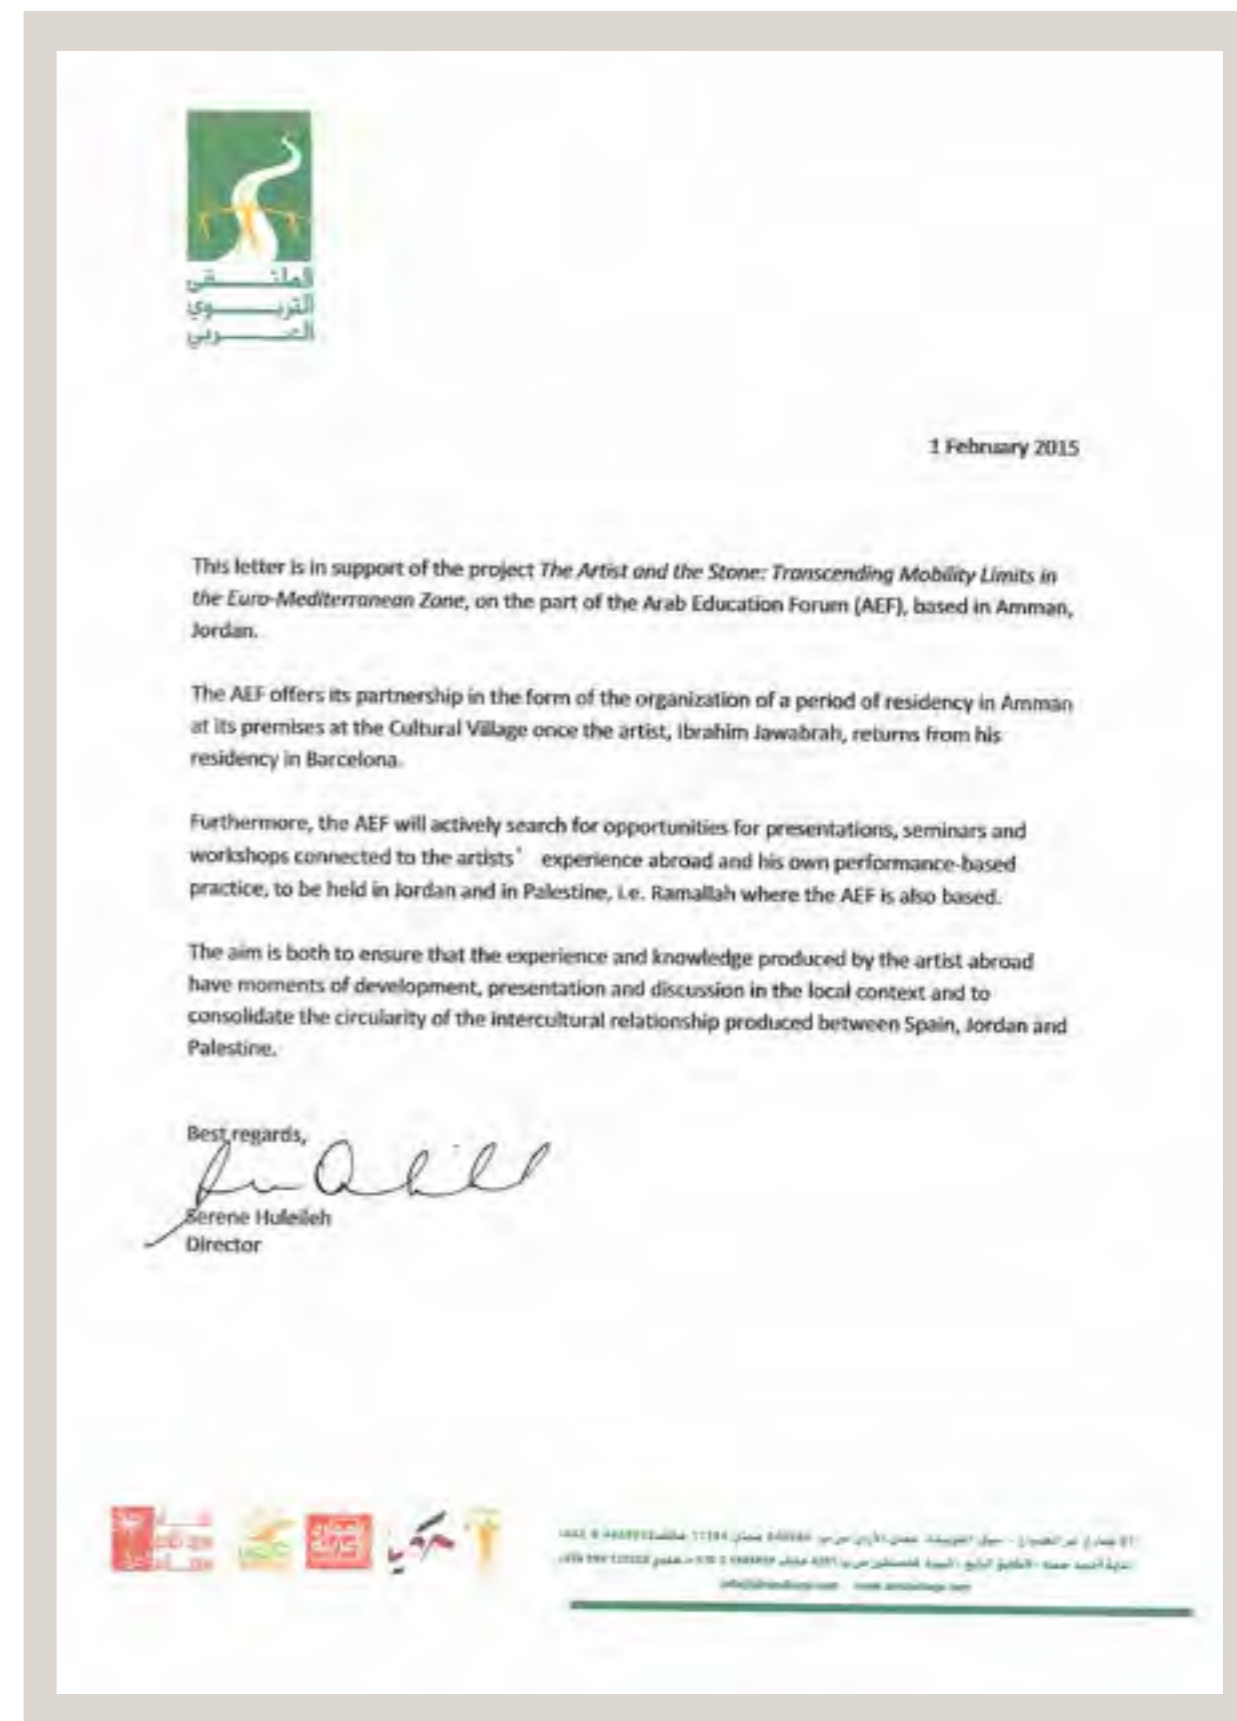 الملتقى
التربوي
العربي
1 February 2015
This letter is in support of the project The Artist and the Stone: Transcending Mobility Limits in
the Euro-Mediterranean Zone, on the part of the Arab Education Forum (AEF), based in Amman,
Jordan.
The AEF offers its partnership in the form of the organization of a period of residency in Amman
at its premises at the Cultural Village once the artist, Ibrahim Jawabrah, returns from his
residency in Barcelona.
Furthermore, the AEF will actively search for opportunities for presentations, seminars and
workshops connected to the artists' experience abroad and his own performance-based
practice, to be held in Jordan and in Palestine, i.e. Ramallah where the AEF is also based.
The aim is both to ensure that the experience and knowledge produced by the artist abroad
have moments of development, presentation and discussion in the local context and to
consolidate the circularity of the intercultural relationship produced between Spain, Jordan and
Palestine.
Best regards,
Serene Huleileh
Director